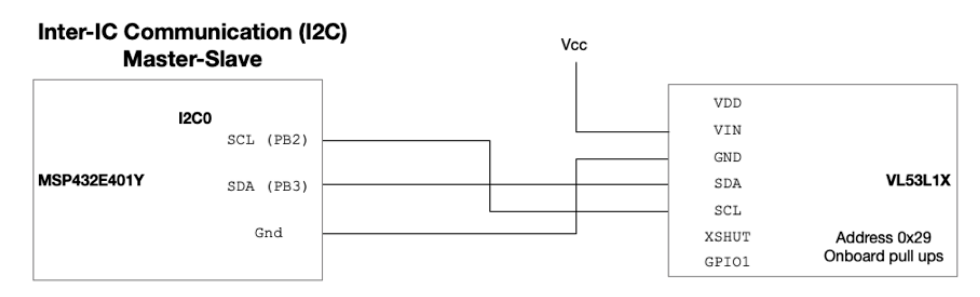 Inter-IC Communication (I2C)
Master-Slave
Vcc
I2C0
SCL (PB2)
MSP432E401Y
SDA (PB3)
Gnd
VDD
VIN
GND
SDA
VL53L1X
SCL
XSHUT
Address 0x29
GPIO1
Onboard pull ups